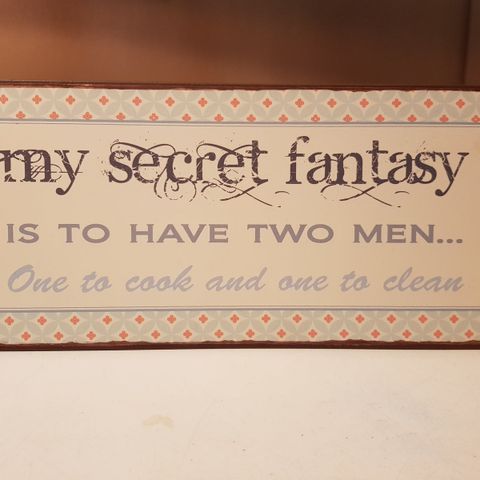 my secret fantasy
IS TO HAVE TWO MEN...
One to cook and one to clean